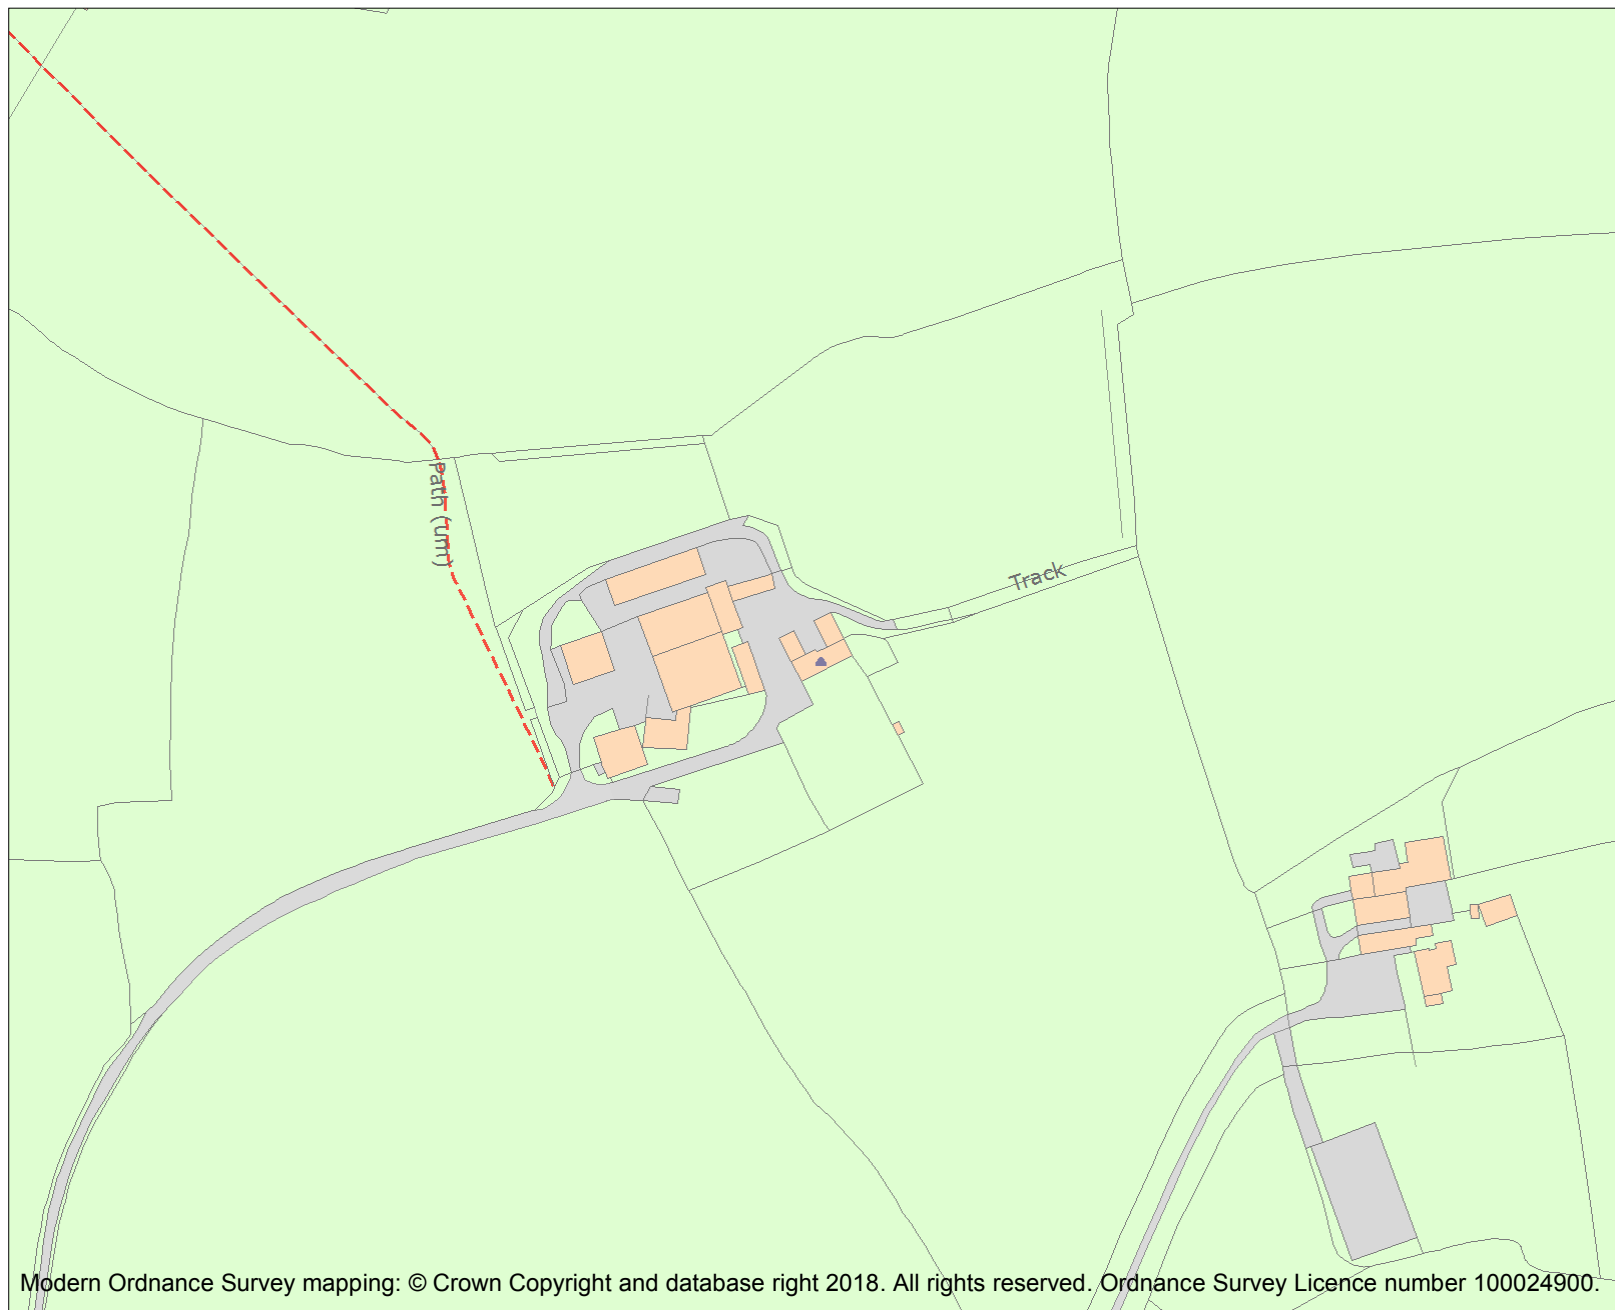 Path (um)
Track
Modern Ordnance Survey mapping: © Crown Copyright and database right 2018. All rights reserved. Ordnance Survey Licence number 100024900.